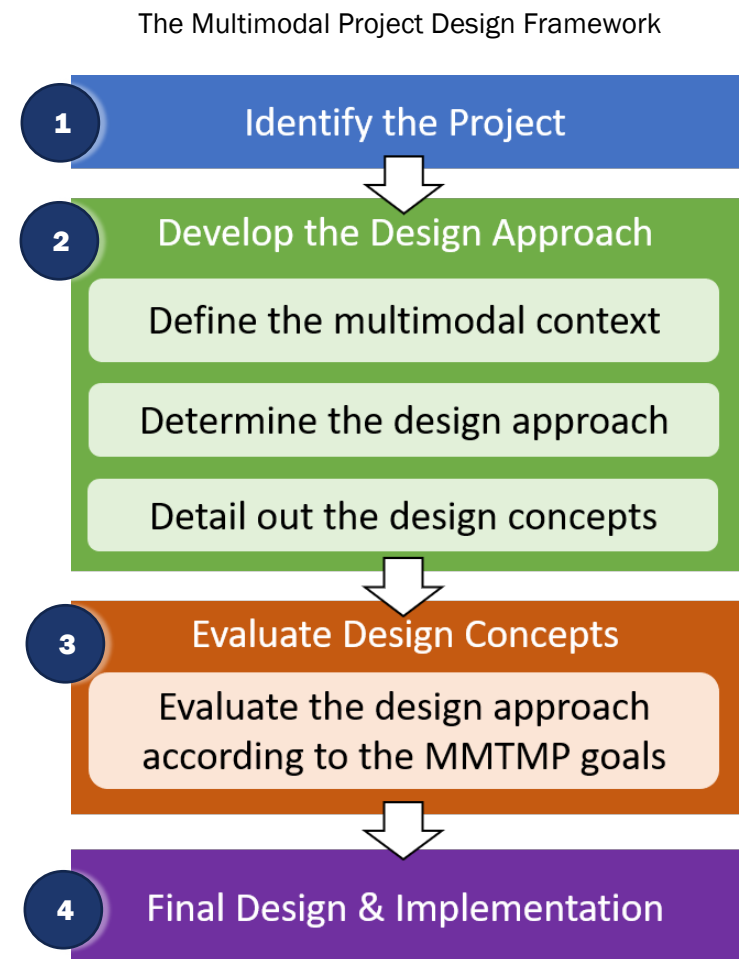 The Multimodal Project Design Framework
1
Identify the Project
2
Develop the Design Approach
Define the multimodal context
Determine the design approach
Detail out the design concepts
3
Evaluate Design Concepts
Evaluate the design approach
according to the MMTMP goals
4
Final Design & Implementation